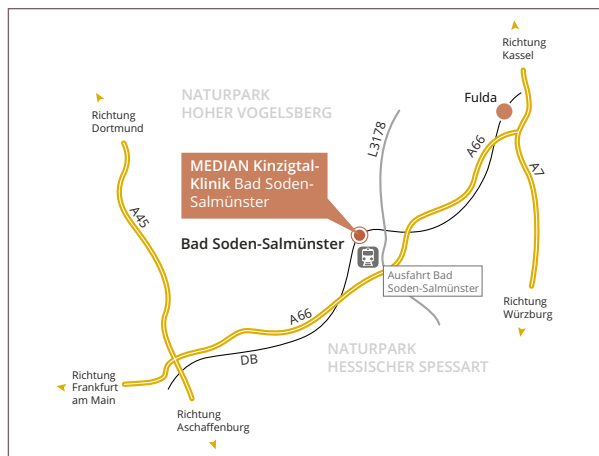 Richtung
Kassel
NATURPARK
HOHER VOGELSBERG
Fulda
Richtung
Dortmund
L3178
A66
A7
MEDIAN Kinzigtal-
Klinik Bad Soden-
Salmünster
A45
Bad Soden-Salmünster
Ausfahrt Bad
Soden-Salmünster
Richtung
Würzburg
A66
DB
NATURPARK
HESSISCHER SPESSART
Richtung
Frankfurt
am Main
Richtung
Aschaffenburg